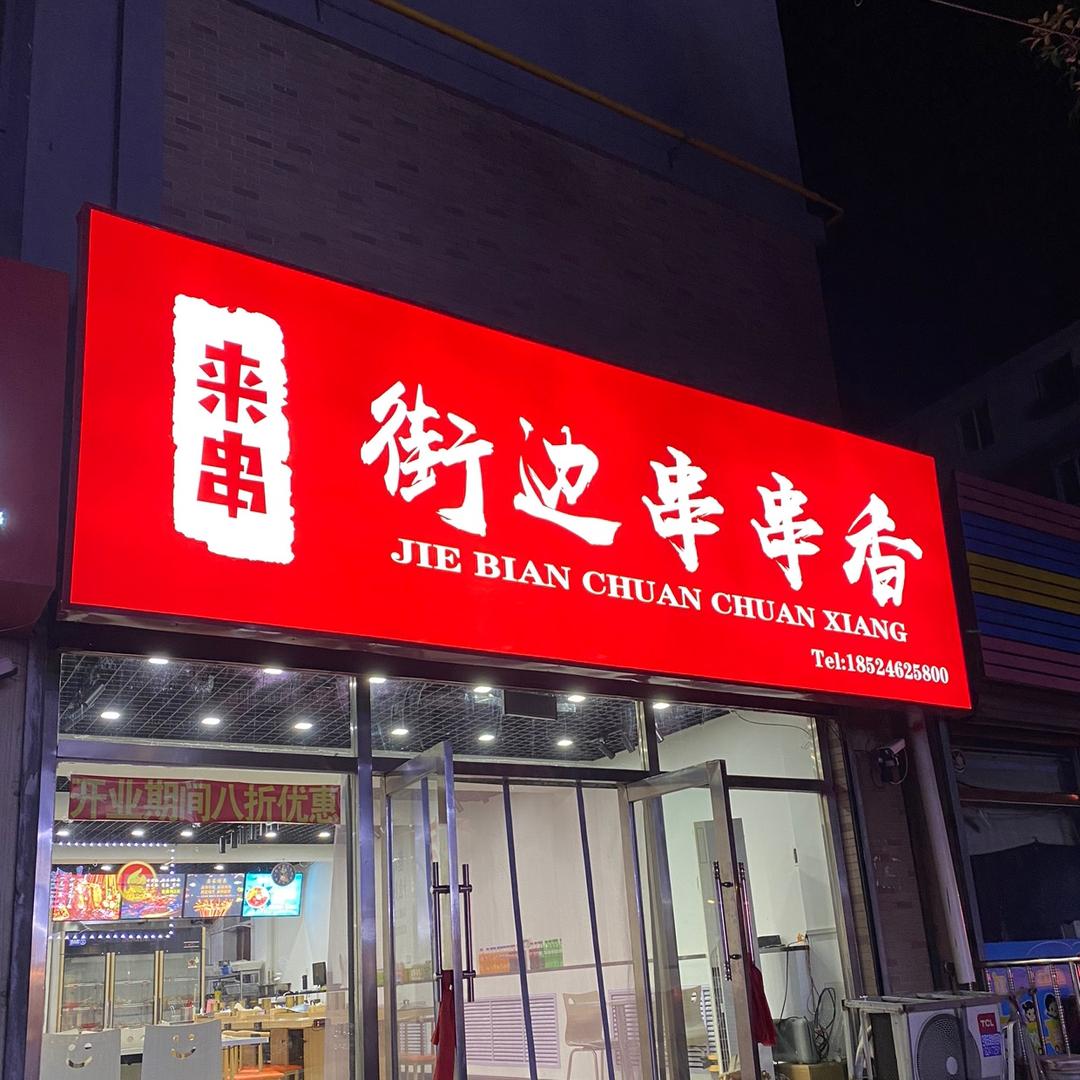 来串
街边串串香
JIE BIAN CHUAN CHUAN XIANG
Tel:18524625800
开业期间八折优惠
TCL